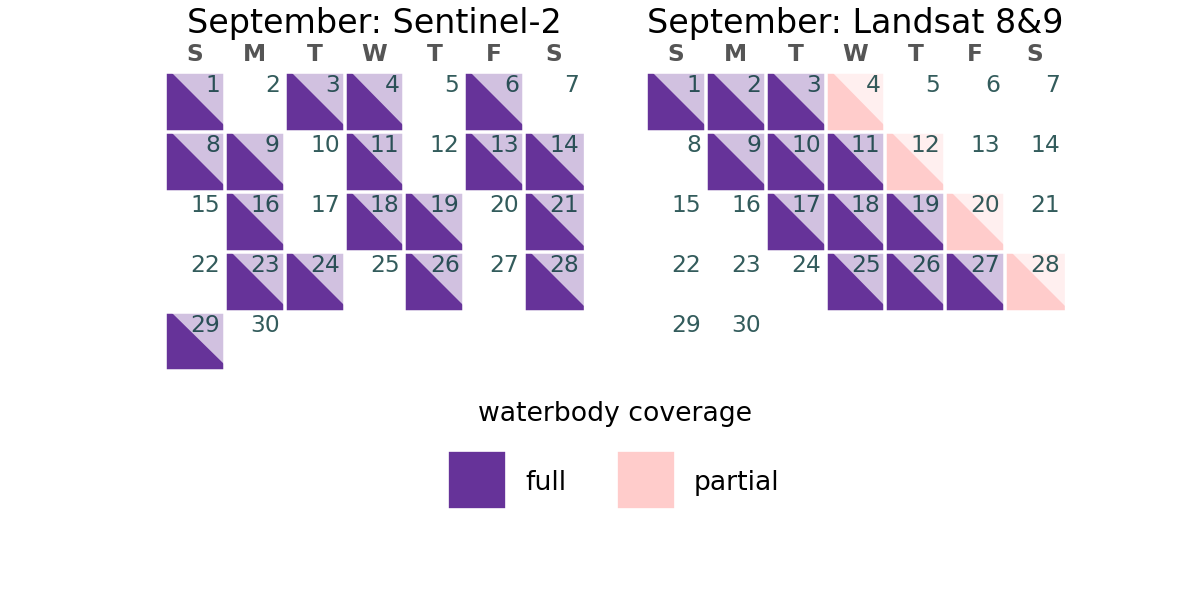 September: Sentinel-2
S M T W T F S
1 2 3 4 5 6 7
8 9 10 11 12 13 14
15 16 17 18 19 20 21
22 23 24 25 26 27 28
29 30
September: Landsat 8&9
S M T W T F S
1 2 3 4 5 6 7
8 9 10 11 12 13 14
15 16 17 18 19 20 21
22 23 24 25 26 27 28
29 30
waterbody coverage
full partial